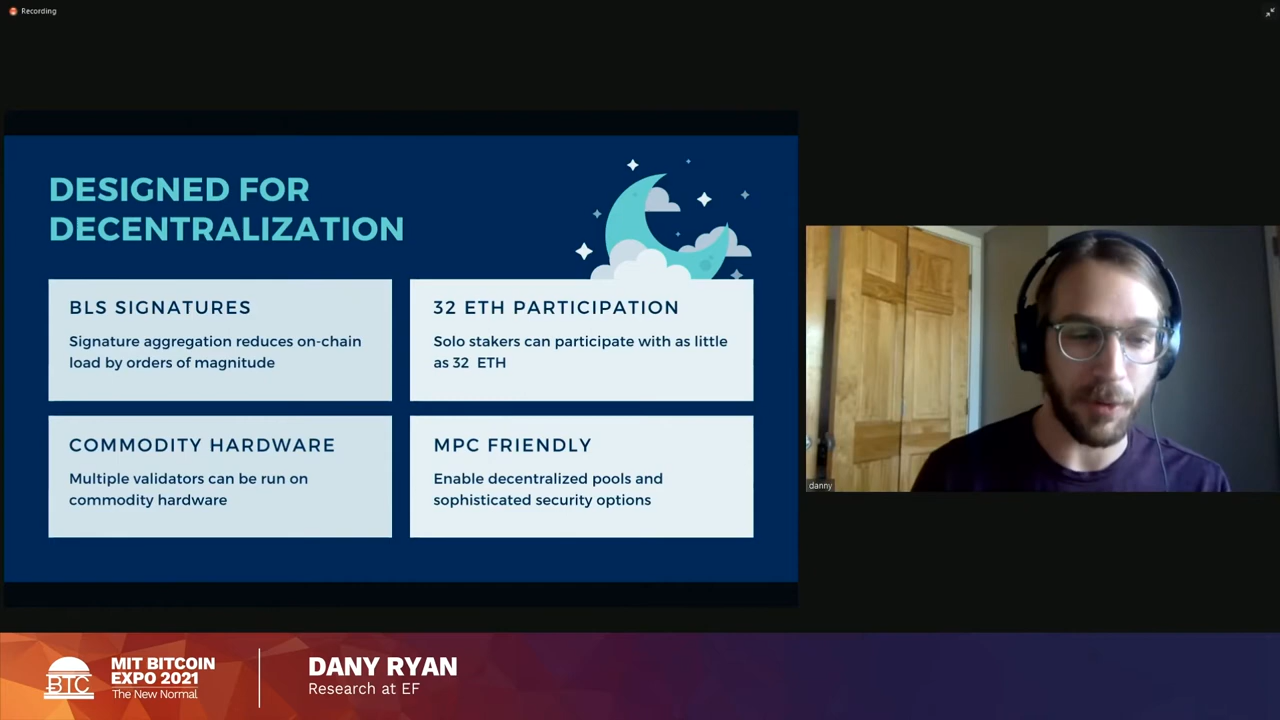 Recording
DESIGNED FOR
DECENTRALIZATION
BLS SIGNATURES
Signature aggregation reduces on-chain
load by orders of magnitude
32 ETH PARTICIPATION
Solo stakers can participate with as little
as 32 ETH
COMMODITY HARDWARE
Multiple validators can be run on
commodity hardware
MPC FRIENDLY
Enable decentralized pools and
sophisticated security options
danny
BTC
MIT BITCOIN
EXPO 2021
The New Normal
DANY RYAN
Research at EF